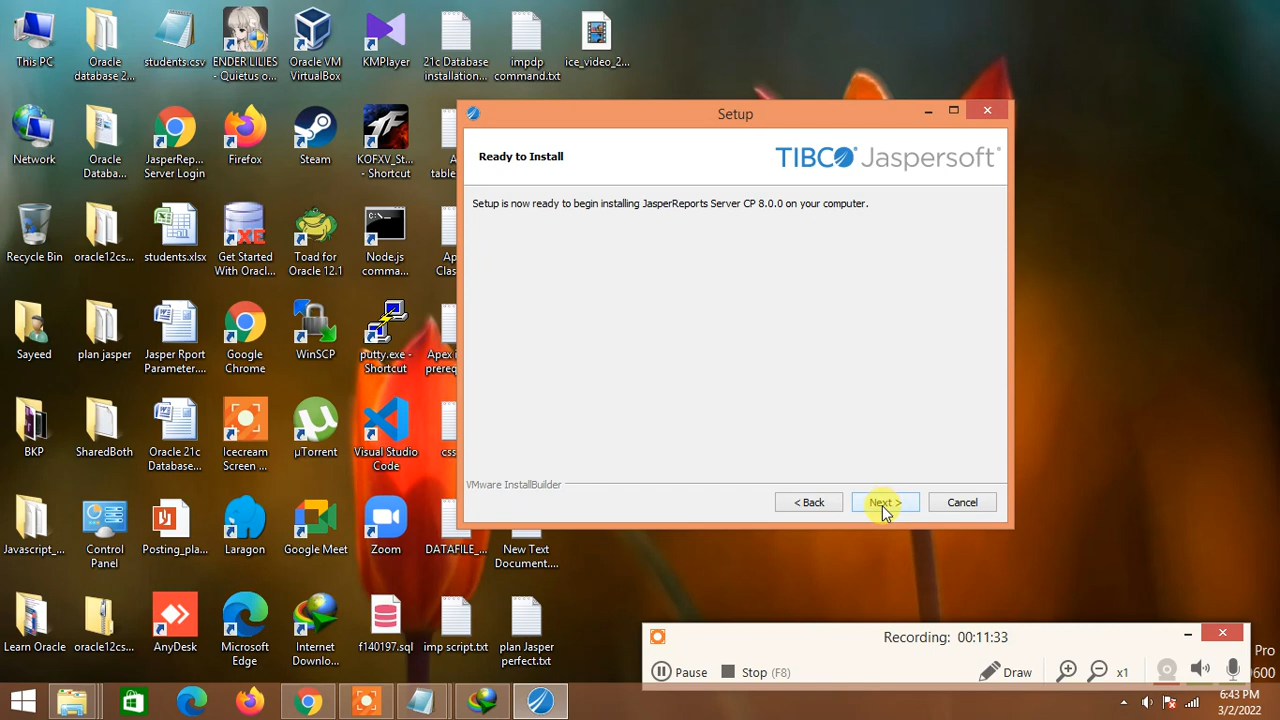 This PC
Oracle
database 2...
students.csv
ENDER LILIES
- Quietus o...
Oracle VM
VirtualBox
KMPlayer
21c Database
installation...
impdp
command.txt
ice_video_2...
Network
Oracle
Databa...
JasperRep...
Server Login
Firefox
Steam
KOFXV_St...
- Shortcut
Recycle Bin
oracle12cs...
students.xlsx
Get Started
With Oracl...
Toad for
Oracle 12.1
Node.js
comma...
Sayeed
plan jasper
Jasper Rport
Parameter....
Google
Chrome
WinSCP
putty.exe -
Shortcut
BKP
SharedBoth
Oracle 21c
Database...
Icecream
Screen ...
µTorrent
Visual Studio
Code
Javascript_...
Control
Panel
Posting_pla...
Laragon
Google Meet
Zoom
DATAFILE_...
New Text
Document....
Learn Oracle
oracle12cs...
AnyDesk
Microsoft
Edge
Internet
Downlo...
f140197.sql
imp script.txt
plan Jasper
perfect.txt
Setup
Ready to Install
TIBCO® Jaspersoft®
Setup is now ready to begin installing JasperReports Server CP 8.0.0 on your computer.
VMware InstallBuilder
< Back
Next >
Cancel
Recording: 00:11:33
Pause
Stop (F8)
Draw
x1
Pro
9600
6:43 PM
3/2/2022